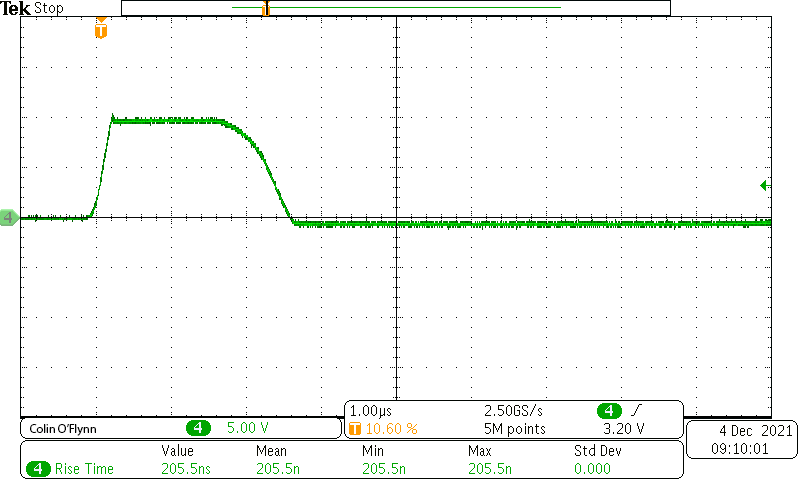 Tek Stop
T
T
4
Colin O'Flynn 4 5.00 V
1.00µs 2.50GS/s 4
T 10.60 % 5M points 3.20 V
4 Dec 2021
09:10:01
Value Mean Min Max Std Dev
4 Rise Time 205.5ns 205.5n 205.5n 205.5n 0.000